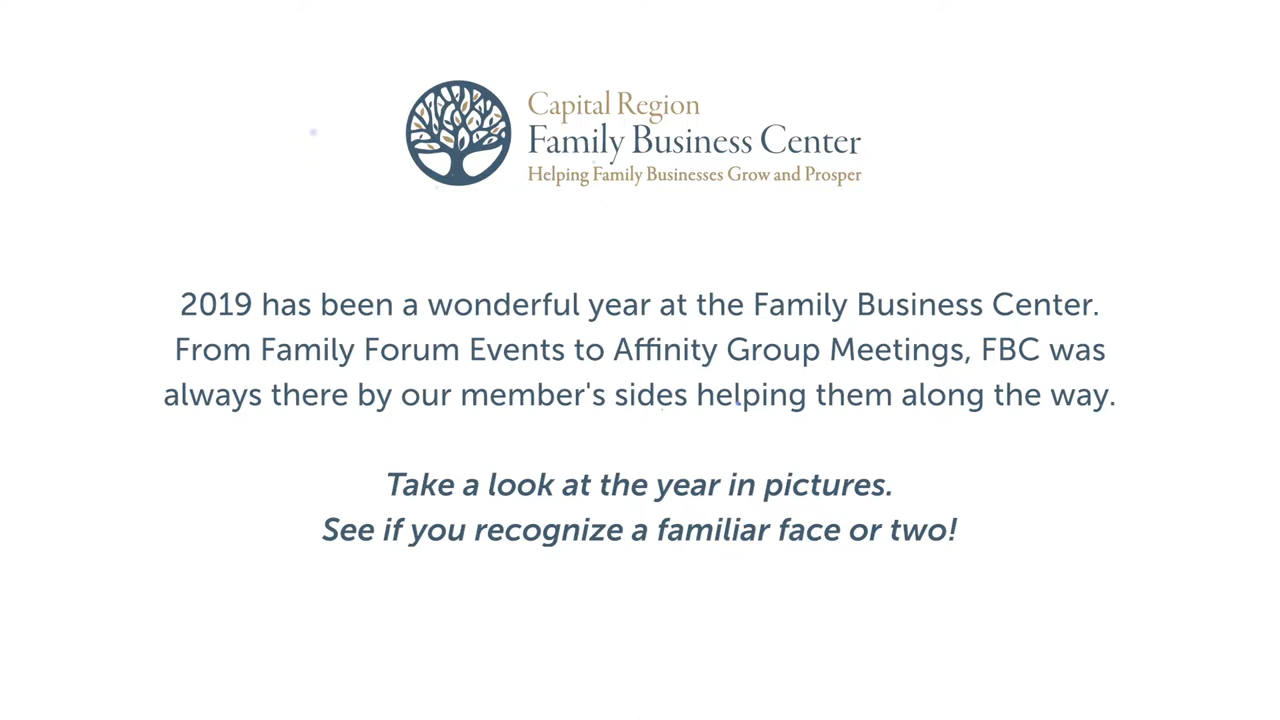 Capital Region
Family Business Center
Helping Family Businesses Grow and Prosper
2019 has been a wonderful year at the Family Business Center.
From Family Forum Events to Affinity Group Meetings, FBC was
always there by our member's sides helping them along the way.
Take a look at the year in pictures.
See if you recognize a familiar face or two!